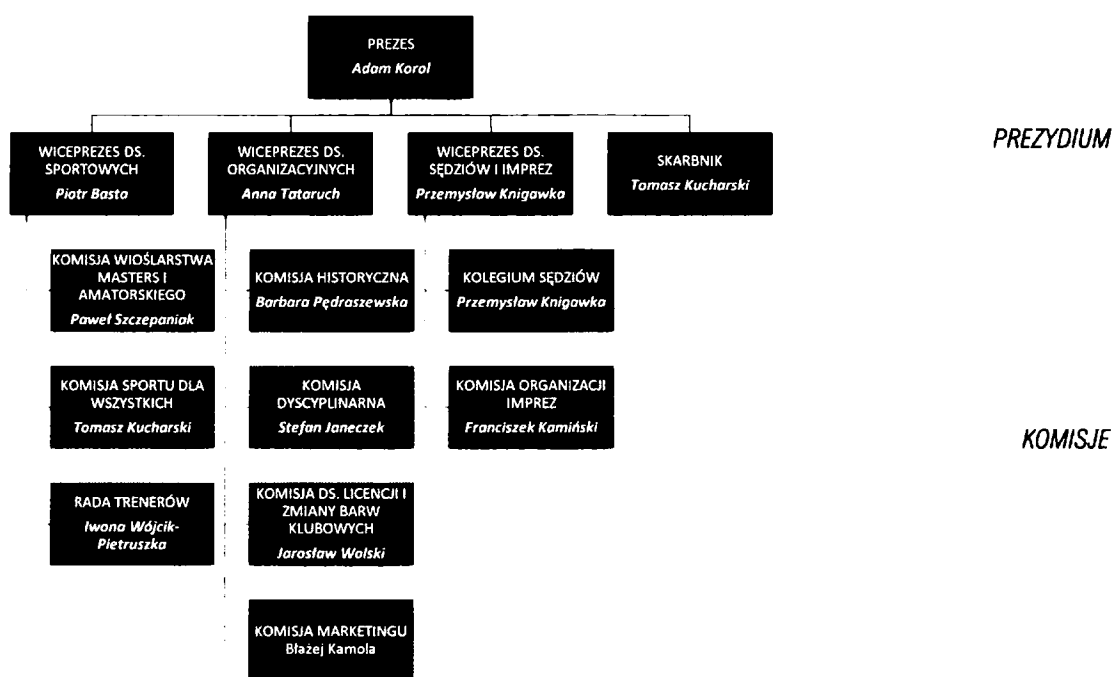 PREZES
Adam Korol
PREZYDIUM
WICEPREZES DS.
SPORTOWYCH
Piotr Basta
WICEPREZES DS.
ORGANIZACYJNYCH
Anna Tataruch
WICEPREZES DS.
SĘDZIÓW I IMPREZ
Przemysław Knigawka
SKARBNIK
Tomasz Kucharski
KOMISJA WIOŚLARSTWA
MASTERS I
AMATORSKIEGO
Paweł Szczepaniak
KOMISJA HISTORYCZNA
Barbara Pędraszewska
KOLEGIUM SĘDZIÓW
Przemysław Knigawka
KOMISJA SPORTU DLA
WSZYSTKICH
Tomasz Kucharski
KOMISJA
DYSCYPLINARNA
Stefan Janeczek
KOMISJA ORGANIZACJI
IMPREZ
Franciszek Kamiński
KOMISJE
RADA TRENERÓW
Iwona Wójcik-
Pietruszka
KOMISJA DS. LICENCJI I
ZMIANY BARW
KLUBOWYCH
Jarosław Wolski
KOMISJA MARKETINGU
Błażej Kamola